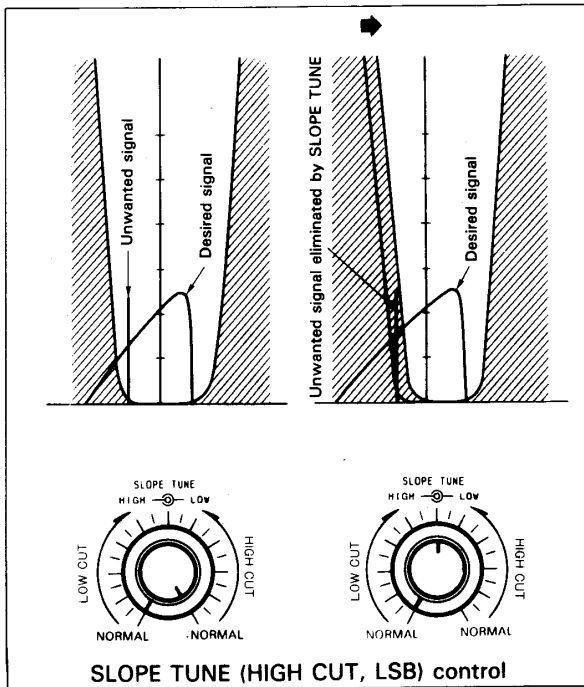 Unwanted signal
Desired signal
Unwanted signal eliminated by SLOPE TUNE
Desired signal
SLOPE TUNE
HIGH LOW
LOW CUT
HIGH CUT
NORMAL NORMAL
SLOPE TUNE
HIGH LOW
LOW CUT
HIGH CUT
NORMAL NORMAL
SLOPE TUNE (HIGH CUT, LSB) control